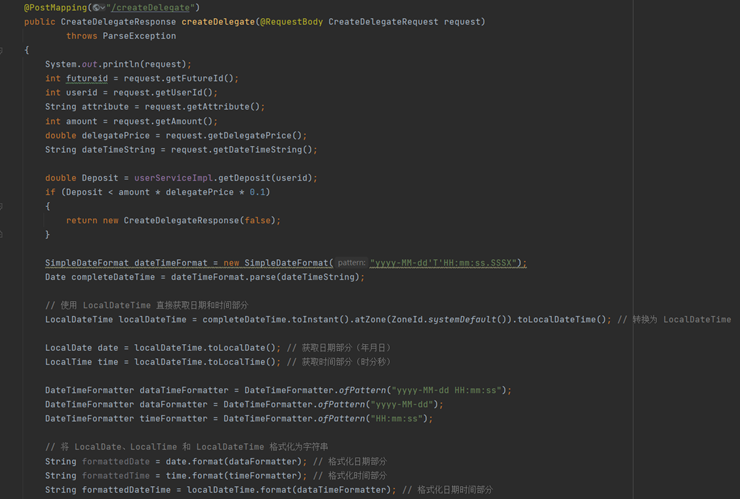 @PostMapping("/createDelegate")
public CreateDelegateResponse createDelegate(@RequestBody CreateDelegateRequest request)
throws ParseException
{
System.out.println(request);
int futureid = request.getFutureId();
int userid = request.getUserId();
String attribute = request.getAttribute();
int amount = request.getAmount();
double delegatePrice = request.getDelegatePrice();
String dateTimeString = request.getDateTimeString();
double Deposit = userServiceImpl.getDeposit(userid);
if (Deposit < amount * delegatePrice * 0.1)
{
return new CreateDelegateResponse(false);
}
SimpleDateFormat dateTimeFormat = new SimpleDateFormat( pattern: "yyyy-MM-dd'T'HH:mm:ss.SSSX");
Date completeDateTime = dateTimeFormat.parse(dateTimeString);
// 使用 LocalDateTime 直接获取日期和时间部分
LocalDateTime localDateTime = completeDateTime.toInstant().atZone(ZoneId.systemDefault()).toLocalDateTime(); // 转换为 LocalDateTime
LocalDate date = localDateTime.toLocalDate(); // 获取日期部分（年月日）
LocalTime time = localDateTime.toLocalTime(); // 获取时间部分（时分秒）
DateTimeFormatter dataTimeFormatter = DateTimeFormatter.ofPattern("yyyy-MM-dd HH:mm:ss");
DateTimeFormatter dataFormatter = DateTimeFormatter.ofPattern("yyyy-MM-dd");
DateTimeFormatter timeFormatter = DateTimeFormatter.ofPattern("HH:mm:ss");
// 将 LocalDate、LocalTime 和 LocalDateTime 格式化为字符串
String formattedDate = date.format(dataFormatter); // 格式化日期部分
String formattedTime = time.format(timeFormatter); // 格式化时间部分
String formattedDateTime = localDateTime.format(dataTimeFormatter); // 格式化日期时间部分